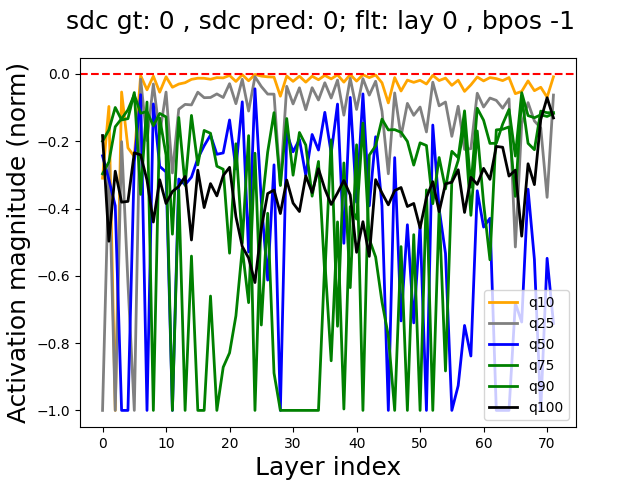 sdc gt: 0 , sdc pred: 0; flt: lay 0 , bpos -1
Activation magnitude (norm)
0.0
−0.2
−0.4
−0.6
−0.8
−1.0
0 10 20 30 40 50 60 70
Layer index
q10
q25
q50
q75
q90
q100